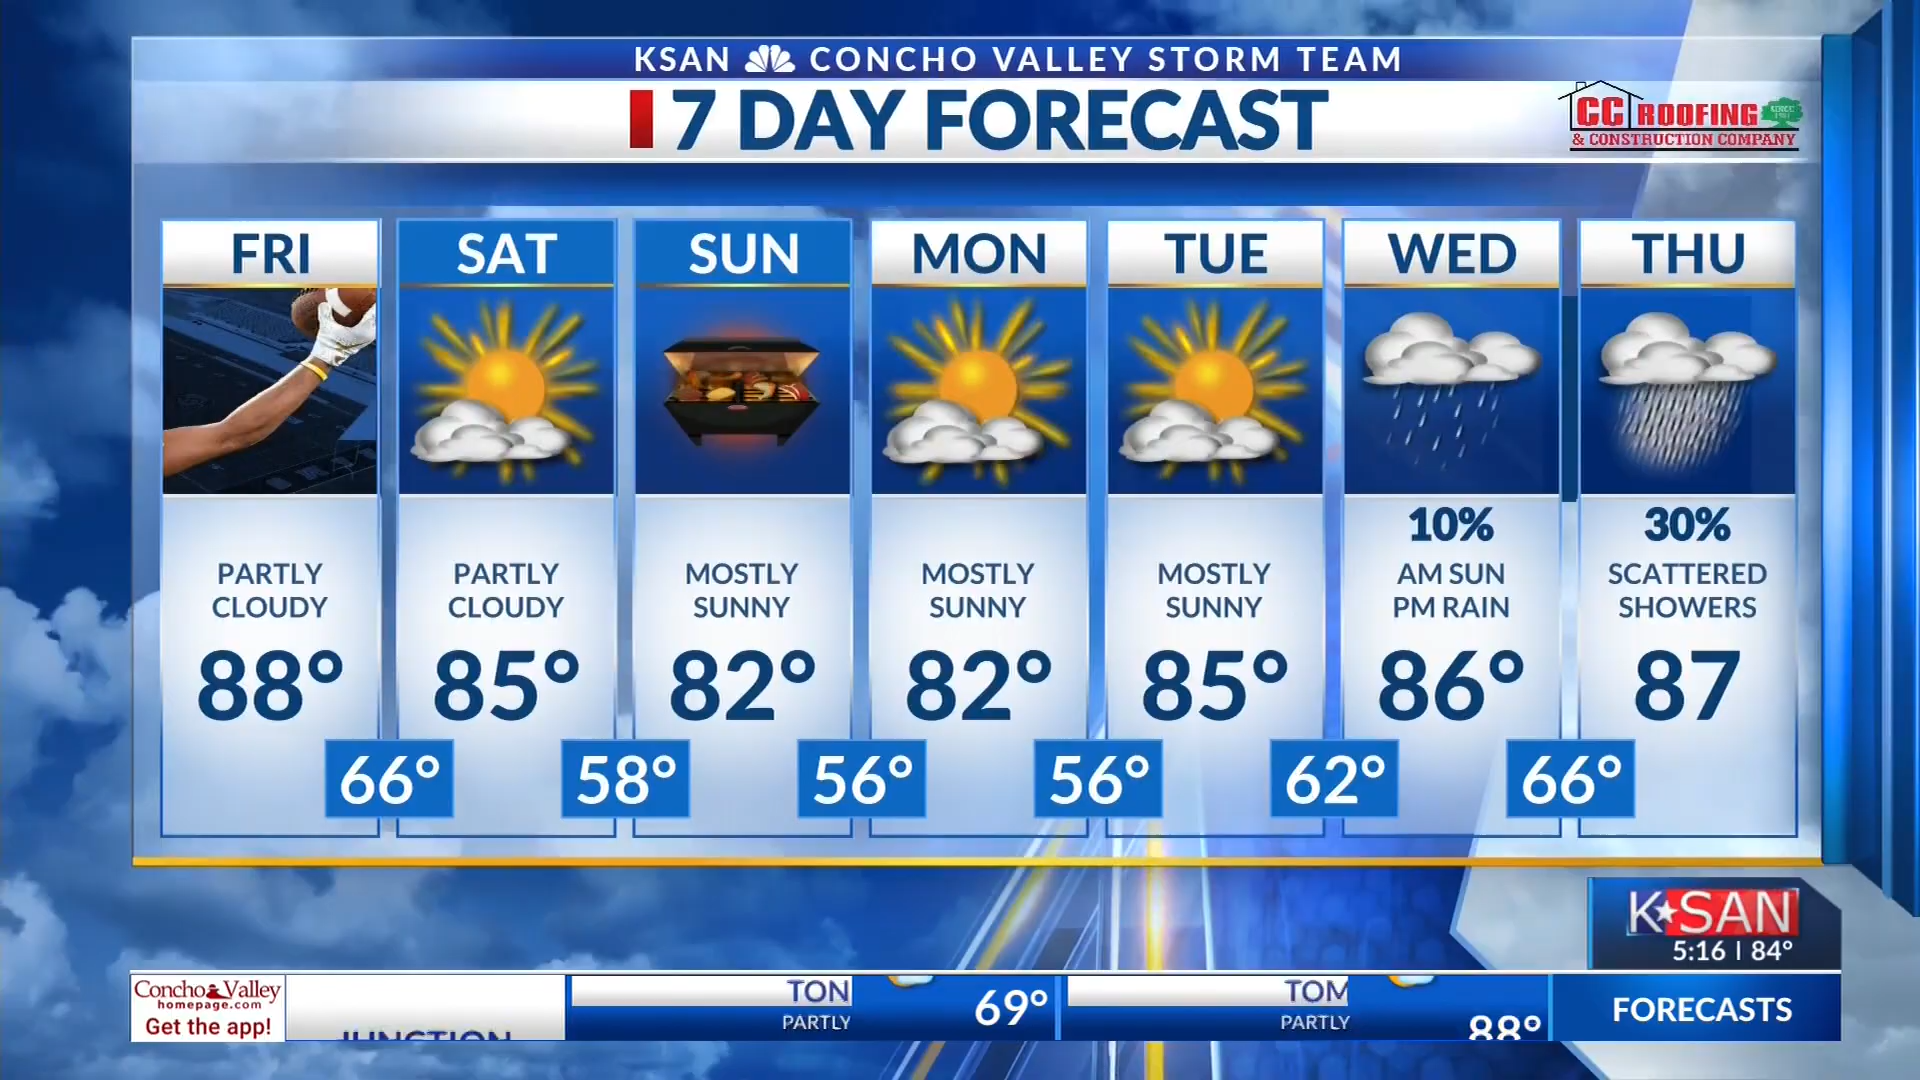 KSAN CONCHO VALLEY STORM TEAM
7 DAY FORECAST
CC ROOFING
& CONSTRUCTION COMPANY
FRI
SAT
SUN
MON
TUE
WED
THU
10%
30%
PARTLY
CLOUDY
PARTLY
CLOUDY
MOSTLY
SUNNY
MOSTLY
SUNNY
MOSTLY
SUNNY
AM SUN
PM RAIN
SCATTERED
SHOWERS
88°
85°
82°
82°
85°
86°
87
66°
58°
56°
56°
62°
66°
KSAN
5:16 | 84°
Concho Valley
homepage.com
Get the app!
JUNCTION
TON
PARTLY
69°
TOM
PARTLY
88°
FORECASTS